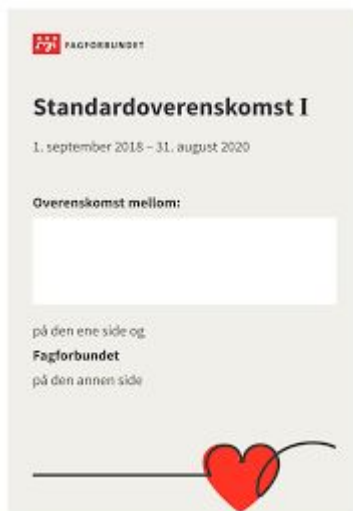 FAGFORBUNDET
Standardoverenskomst I
1. september 2018 – 31. august 2020
Overenskomst mellom:
på den ene side og
Fagforbundet
på den annen side